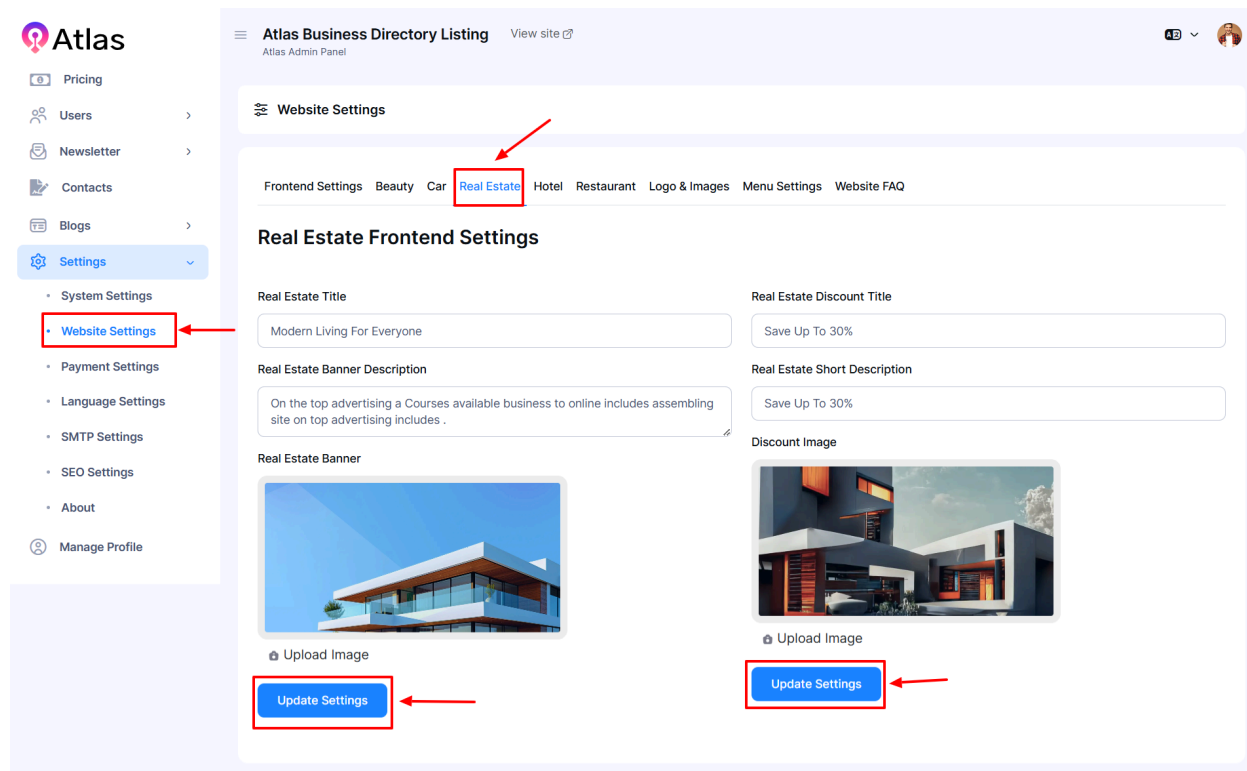 Atlas
Pricing
Users
Newsletter
Contacts
Blogs
Settings
System Settings
Website Settings
Payment Settings
Language Settings
SMTP Settings
SEO Settings
About
Manage Profile
Atlas Business Directory Listing
View site
Atlas Admin Panel
Website Settings
Frontend Settings Beauty Car Real Estate Hotel Restaurant Logo & Images Menu Settings Website FAQ
Real Estate Frontend Settings
Real Estate Title
Modern Living For Everyone
Real Estate Banner Description
On the top advertising a Courses available business to online includes assembling
site on top advertising includes .
Real Estate Banner
Upload Image
Update Settings
Real Estate Discount Title
Save Up To 30%
Real Estate Short Description
Save Up To 30%
Discount Image
Upload Image
Update Settings